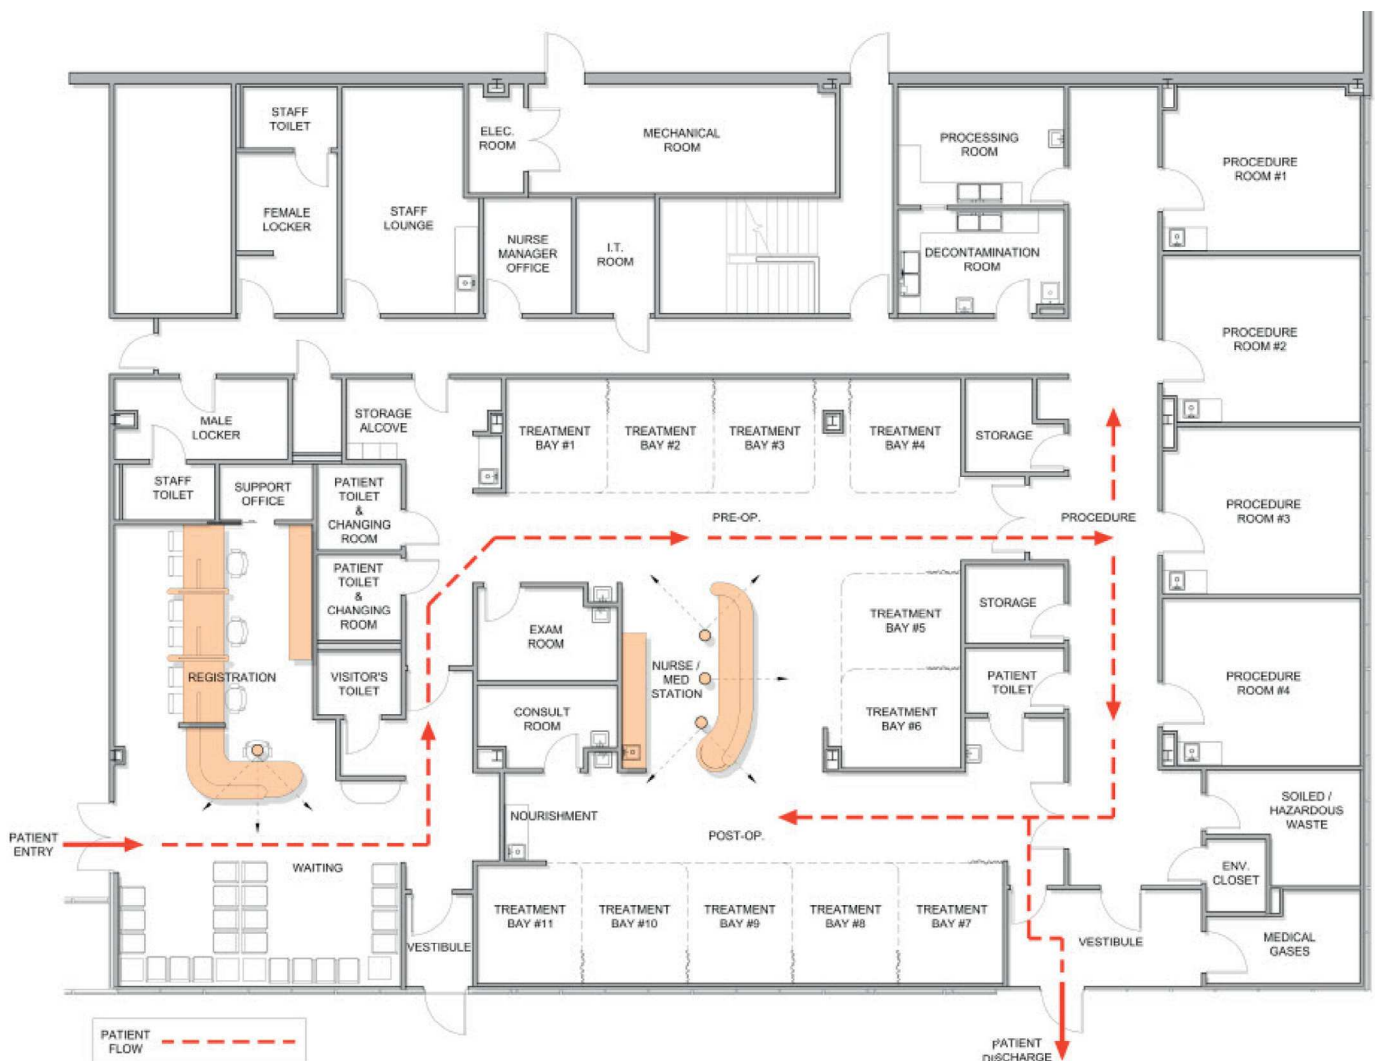 STAFF
TOILET
ELEC.
ROOM
MECHANICAL
ROOM
PROCESSING
ROOM
PROCEDURE
ROOM #1
FEMALE
LOCKER
STAFF
LOUNGE
NURSE
MANAGER
OFFICE
I.T.
ROOM
DECONTAMINATION
ROOM
PROCEDURE
ROOM #2
MALE
LOCKER
STORAGE
ALCOVE
TREATMENT
BAY #1
TREATMENT
BAY #2
TREATMENT
BAY #3
TREATMENT
BAY #4
STORAGE
STAFF
TOILET
SUPPORT
OFFICE
PATIENT
TOILET
&
CHANGING
ROOM
PRE-OP.
PROCEDURE
PROCEDURE
ROOM #3
PATIENT
TOILET
&
CHANGING
ROOM
EXAM
ROOM
TREATMENT
BAY #5
STORAGE
REGISTRATION
VISITOR'S
TOILET
NURSE /
MED
STATION
PATIENT
TOILET
PROCEDURE
ROOM #4
CONSULT
ROOM
TREATMENT
BAY #6
PATIENT
ENTRY
NOURISHMENT
POST-OP.
SOILED /
HAZARDOUS
WASTE
WAITING
ENV.
CLOSET
TREATMENT
BAY #11
TREATMENT
BAY #10
TREATMENT
BAY #9
TREATMENT
BAY #8
TREATMENT
BAY #7
VESTIBULE
VESTIBULE
MEDICAL
GASES
PATIENT
FLOW
PATIENT
DISCHARGE